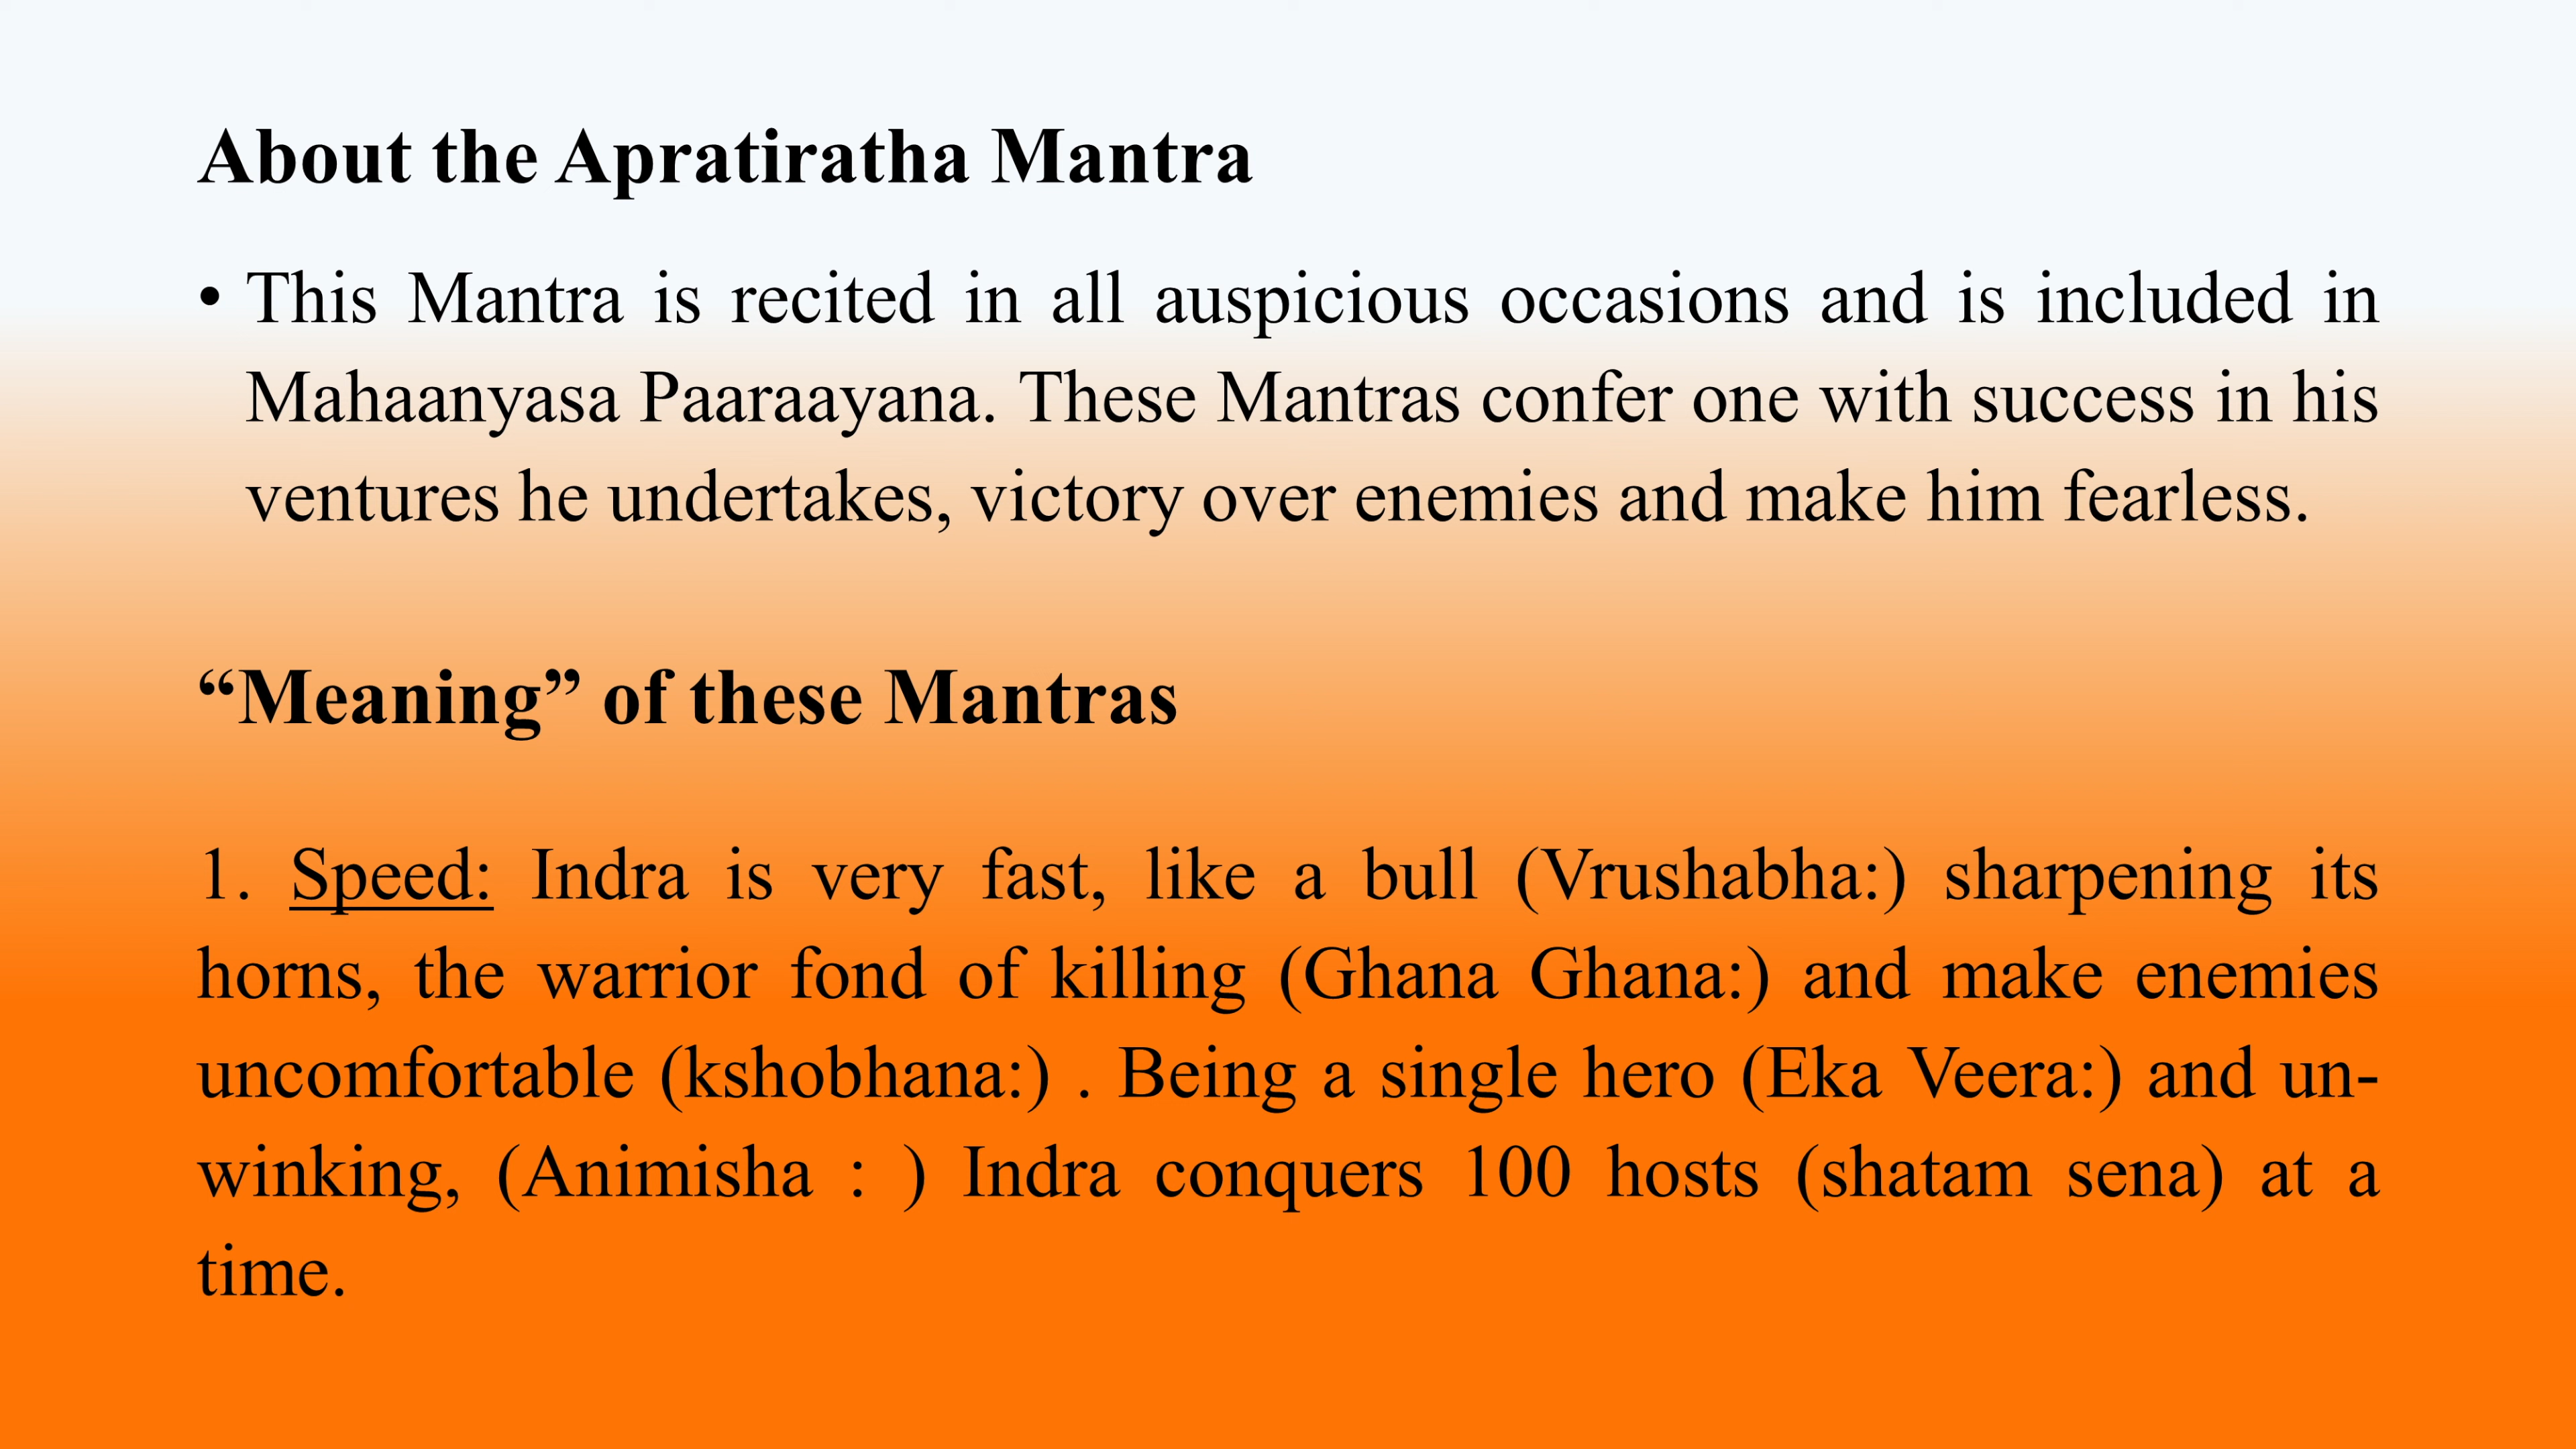 About the Apratiratha Mantra
• This Mantra is recited in all auspicious occasions and is included in
Mahaanyasa Paaraayana. These Mantras confer one with success in his
ventures he undertakes, victory over enemies and make him fearless.
“Meaning” of these Mantras
1. Speed: Indra is very fast, like a bull (Vrushabha:) sharpening its
horns, the warrior fond of killing (Ghana Ghana:) and make enemies
uncomfortable (kshobhana:) . Being a single hero (Eka Veera:) and un-
winking, (Animisha : ) Indra conquers 100 hosts (shatam sena) at a
time.